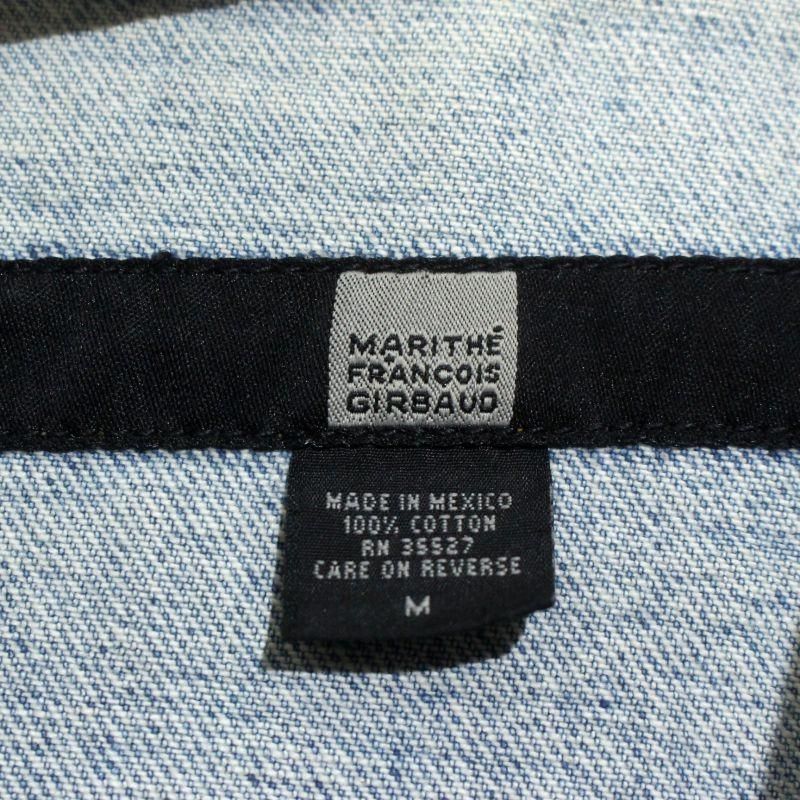 MARITHÉ
FRANÇOIS
GIRBAUD
MADE IN MEXICO
100% COTTON
RN 35527
CARE ON REVERSE
M